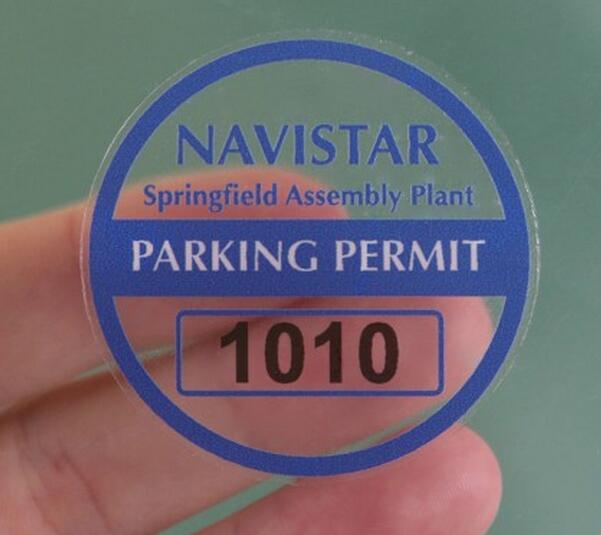 NAVISTAR
Springfield Assembly Plant
PARKING PERMIT
1010